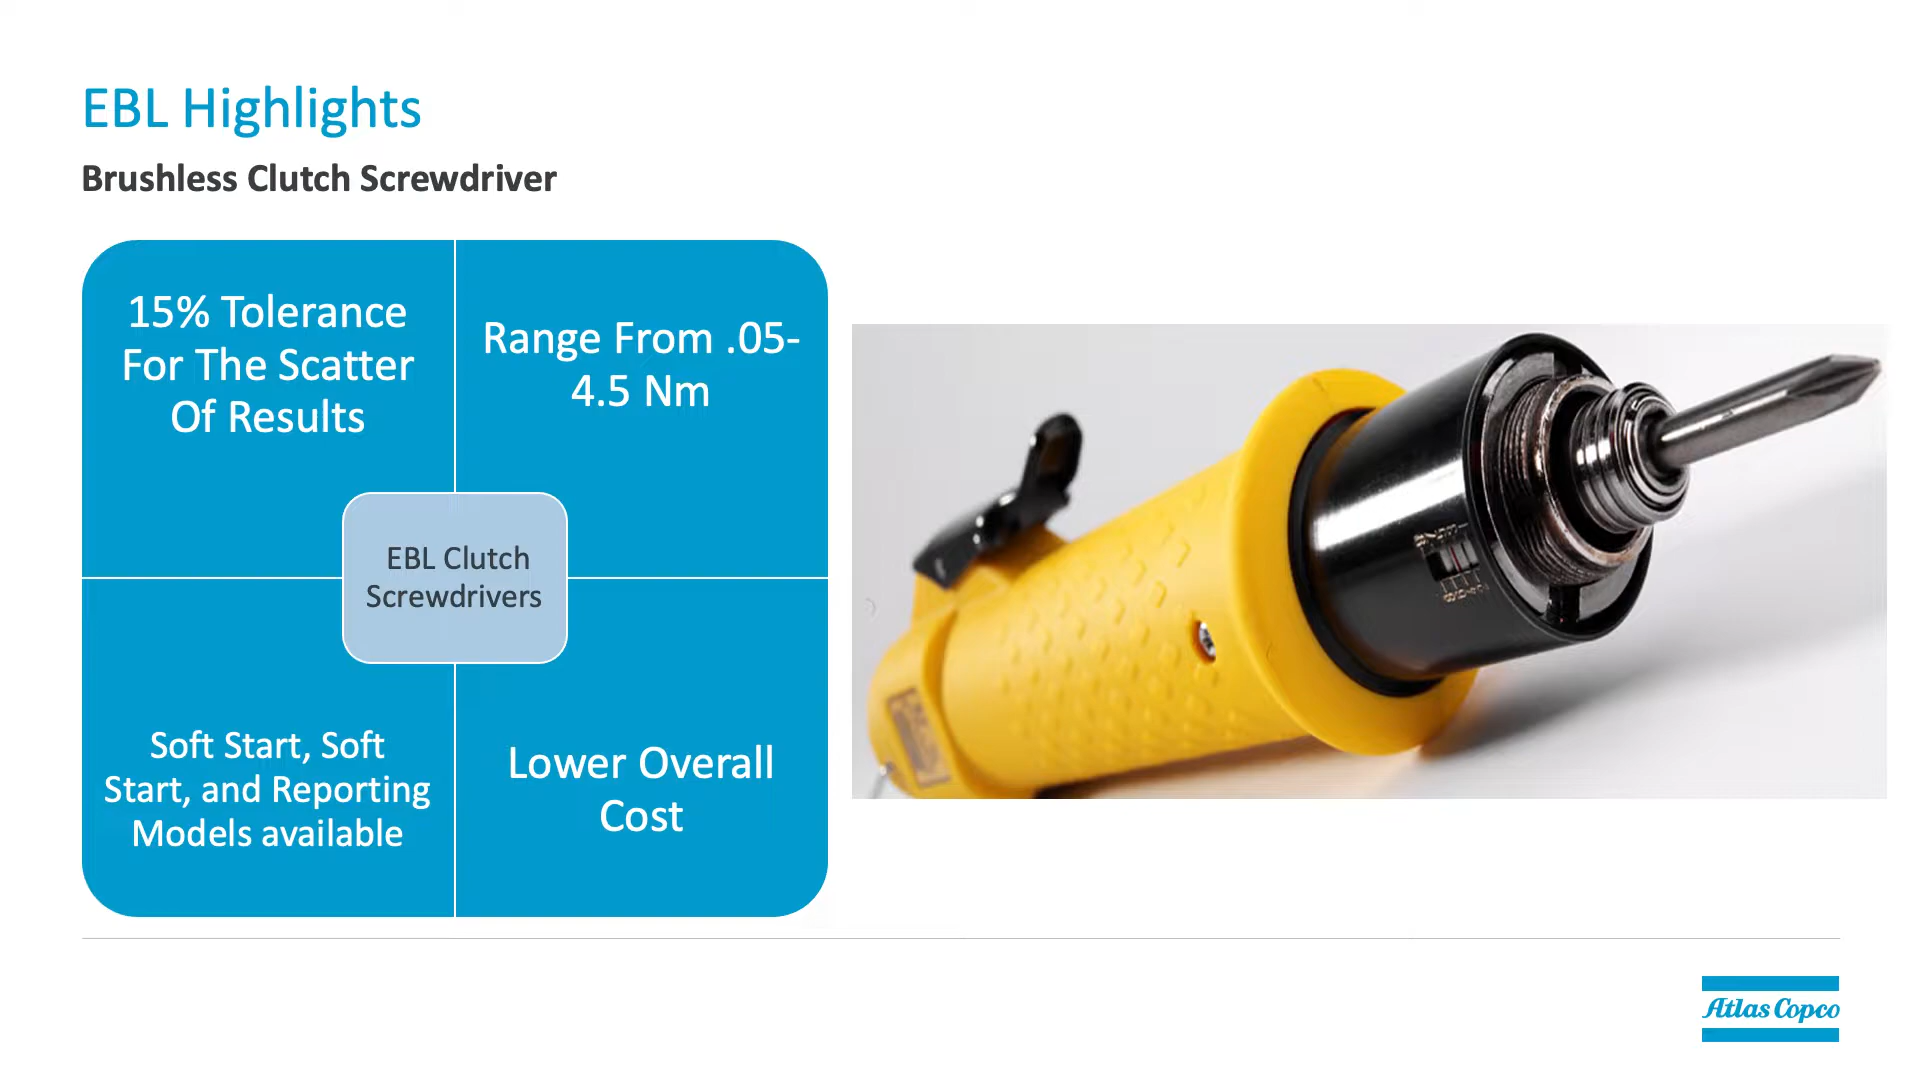 EBL Highlights
Brushless Clutch Screwdriver
15% Tolerance
For The Scatter
Of Results
Range From .05-
4.5 Nm
EBL Clutch
Screwdrivers
Soft Start, Soft
Start, and Reporting
Models available
Lower Overall
Cost
Atlas Copco